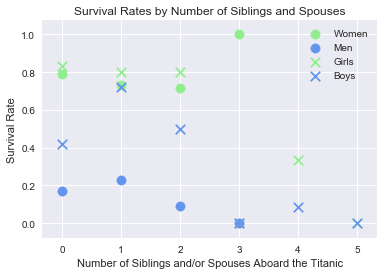 Survival Rates by Number of Siblings and Spouses
Women
Men
Girls
Boys
1.0
0.8
0.6
0.4
0.2
0.0
Survival Rate
0 1 2 3 4 5
Number of Siblings and/or Spouses Aboard the Titanic